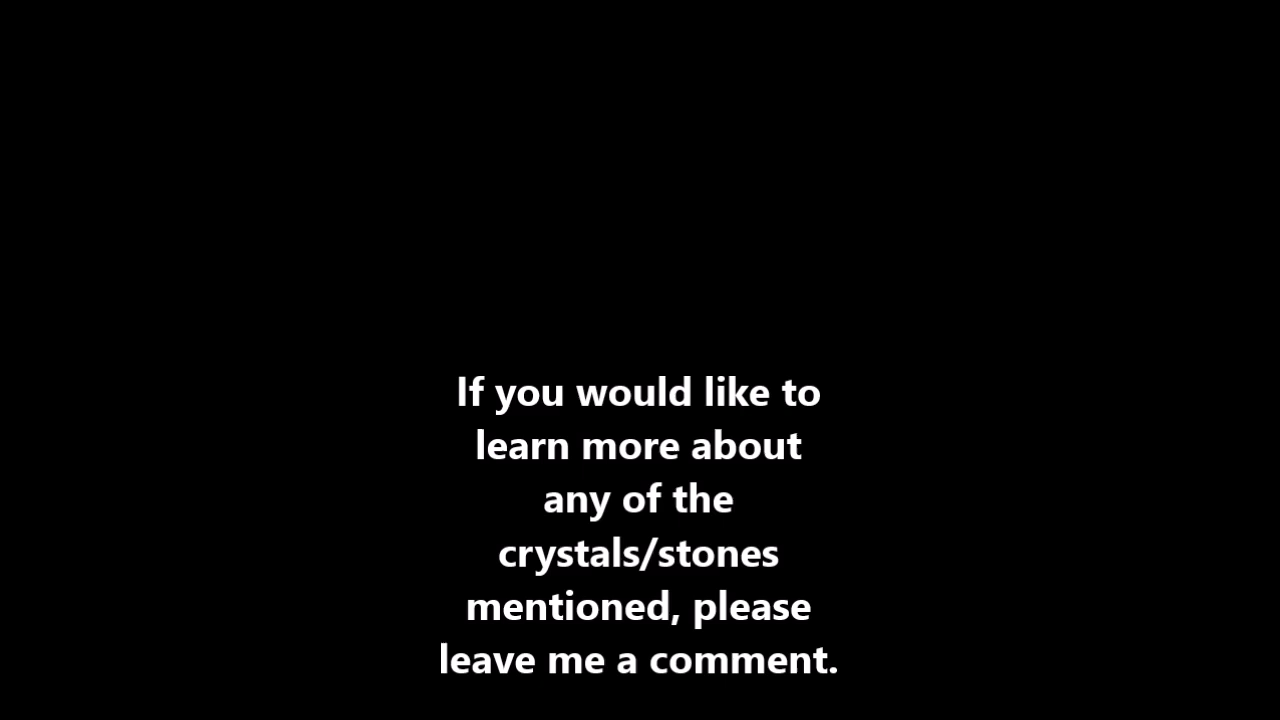 If you would like to
learn more about
any of the
crystals/stones
mentioned, please
leave me a comment.